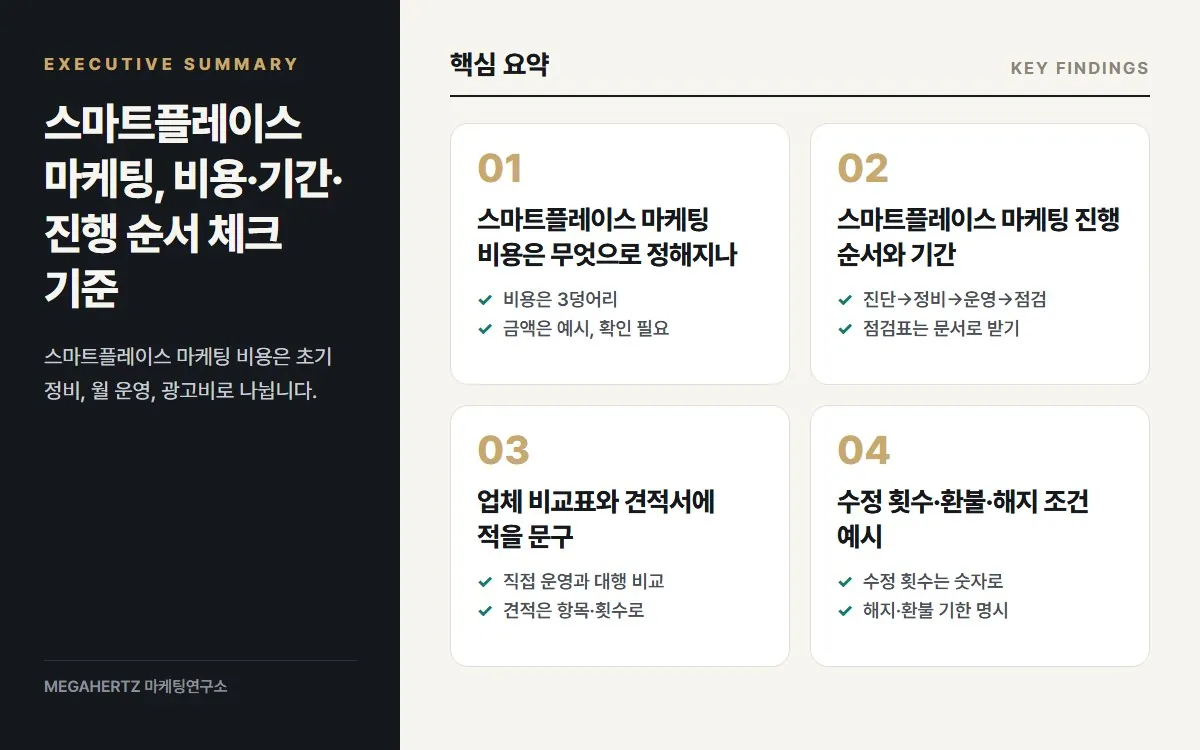 EXECUTIVE SUMMARY
스마트플레이스
마케팅, 비용·기간·
진행 순서 체크
기준
스마트플레이스 마케팅 비용은 초기
정비, 월 운영, 광고비로 나뉩니다.
MEGAHERTZ 마케팅연구소
핵심 요약
KEY FINDINGS
01
스마트플레이스 마케팅
비용은 무엇으로 정해지나
비용은 3덩어리
금액은 예시, 확인 필요
02
스마트플레이스 마케팅 진행
순서와 기간
진단→정비→운영→점검
점검표는 문서로 받기
03
업체 비교표와 견적서에
적을 문구
직접 운영과 대행 비교
견적은 항목·횟수로
04
수정 횟수·환불·해지 조건
예시
수정 횟수는 숫자로
해지·환불 기한 명시